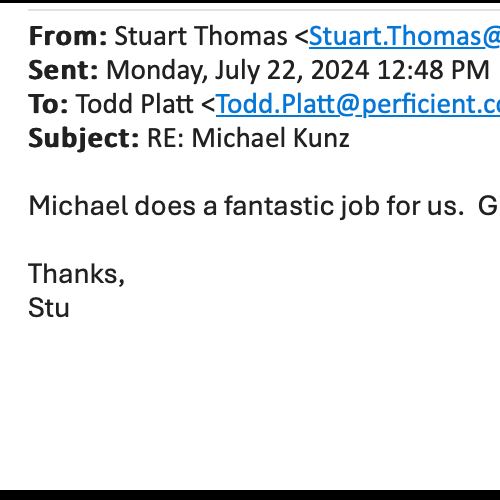 From: Stuart Thomas <Stuart.Thomas@
Sent: Monday, July 22, 2024 12:48 PM
To: Todd Platt <Todd.Platt@perficient.c
Subject: RE: Michael Kunz
Michael does a fantastic job for us.  G
Thanks,
Stu